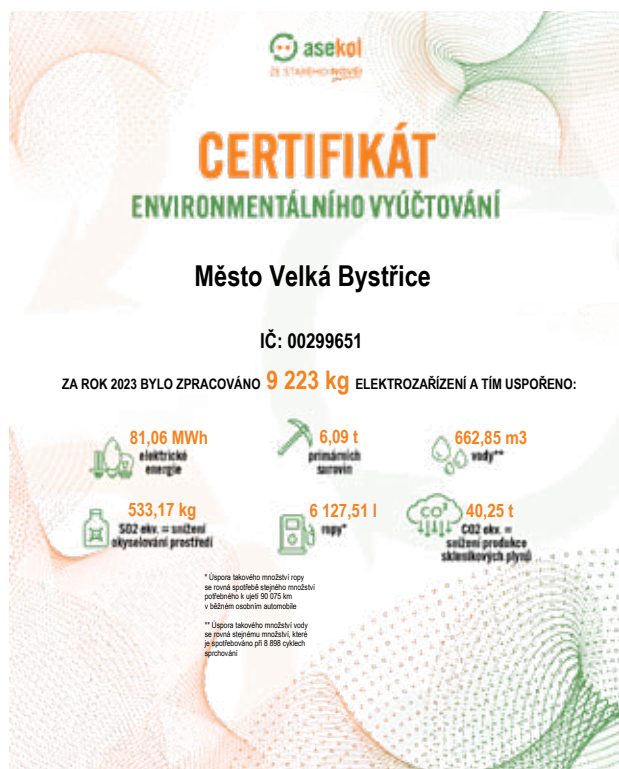 asekol
ZE STARÉHO NOVÉ!
CERTIFIKÁT
ENVIRONMENTÁLNÍHO VYÚČTOVÁNÍ
Město Velká Bystřice
IČ: 00299651
ZA ROK 2023 BYLO ZPRACOVÁNO 9 223 kg ELEKTROZAŘÍZENÍ A TÍM USPOŘENO:
81,06 MWh
elektrické
energie
6,09 t
primárních
surovin
662,85 m3
vody**
533,17 kg
SO2 ekv. = snížení
okyselování prostředí
6 127,51 l
ropy*
CO²
40,25 t
CO2 ekv. =
snížení produkce
skleníkových plynů
* Úspora takového množství ropy
se rovná spotřebě stejného množství
potřebného k ujetí 90 075 km
v běžném osobním automobile
** Úspora takového množství vody
se rovná stejnému množství, které
je spotřebováno při 8 898 cyklech
sprchování